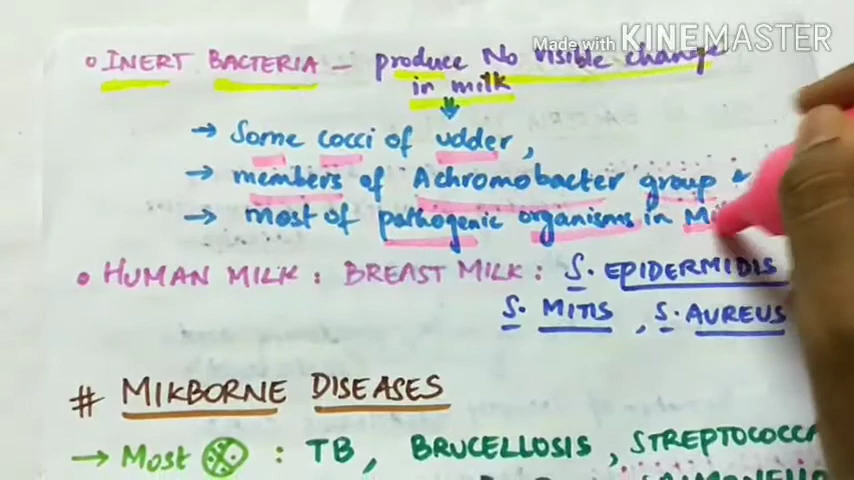 Made with KINEMASTER
• INERT BACTERIA – produce No visible change
in milk
→ Some cocci of udder,
→ members of Achromobacter group &
→ most of pathogenic organisms in
• HUMAN MILK : BREAST MILK : S. EPIDERMIDIS
S. MITIS , S. AUREUS
# MIKBORNE DISEASES
→ Most : TB, BRUCELLOSIS, STREPTOCOCCA